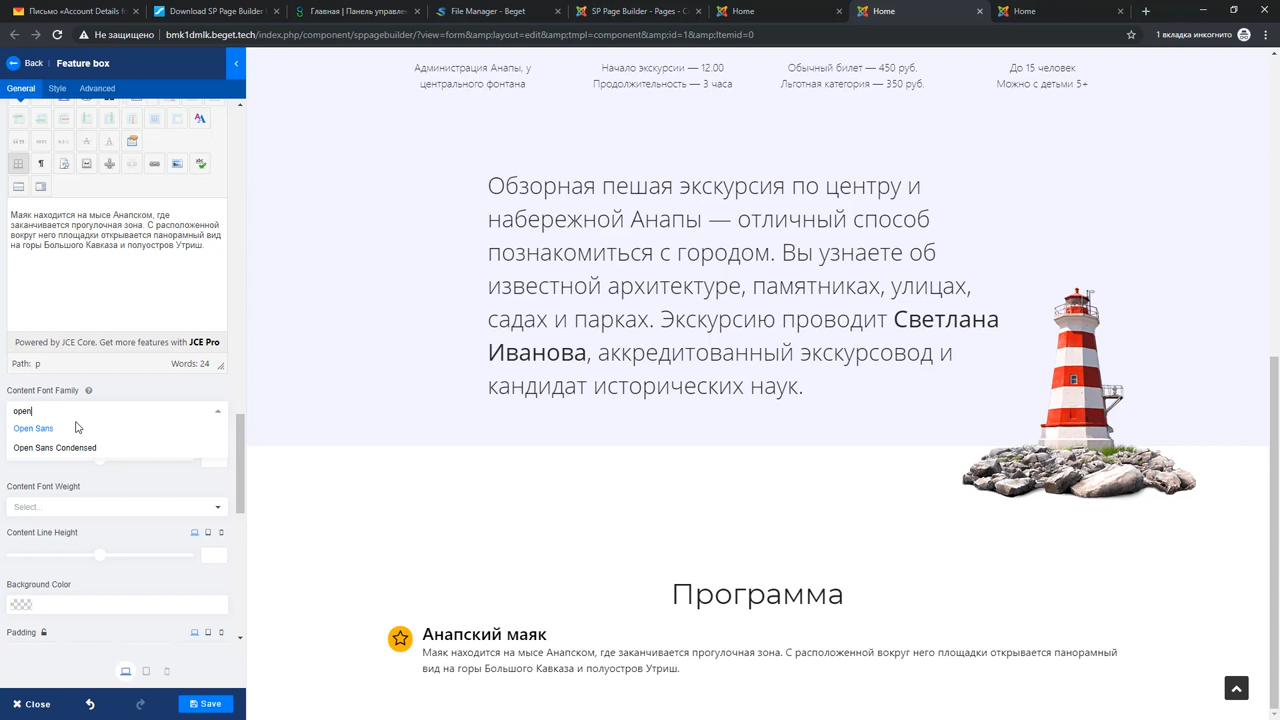 Письмо «Account Details f
Download SP Page Builder
Главная | Панель управле
File Manager - Beget
SP Page Builder - Pages - С
Home
Home
Home
Не защищено
bmk1dmlk.beget.tech/index.php/component/sppagebuilder/?view=form&layout=edit&tmpl=component&id=1&Itemid=0
1 вкладка инкогнито
Back
Feature box
General
Style
Advanced
Маяк находится на мысе Анапском, где
заканчивается прогулочная зона. С расположенной
вокруг него площадки открывается панорамный вид
на горы Большого Кавказа и полуостров Утриш.
Powered by JCE Core. Get more features with JCE Pro
Path: p
Words: 24
Content Font Family
open
Open Sans
Open Sans Condensed
Content Font Weight
Select...
Content Line Height
Background Color
Padding
Close
Save
Администрация Анапы, у
центрального фонтана
Начало экскурсии — 12.00
Продолжительность — 3 часа
Обычный билет — 450 руб.
Льготная категория — 350 руб.
До 15 человек
Можно с детьми 5+
Обзорная пешая экскурсия по центру и
набережной Анапы — отличный способ
познакомиться с городом. Вы узнаете об
известной архитектуре, памятниках, улицах,
садах и парках. Экскурсию проводит Светлана
Иванова, аккредитованный экскурсовод и
кандидат исторических наук.
Программа
Анапский маяк
Маяк находится на мысе Анапском, где заканчивается прогулочная зона. С расположенной вокруг него площадки открывается панорамный
вид на горы Большого Кавказа и полуостров Утриш.